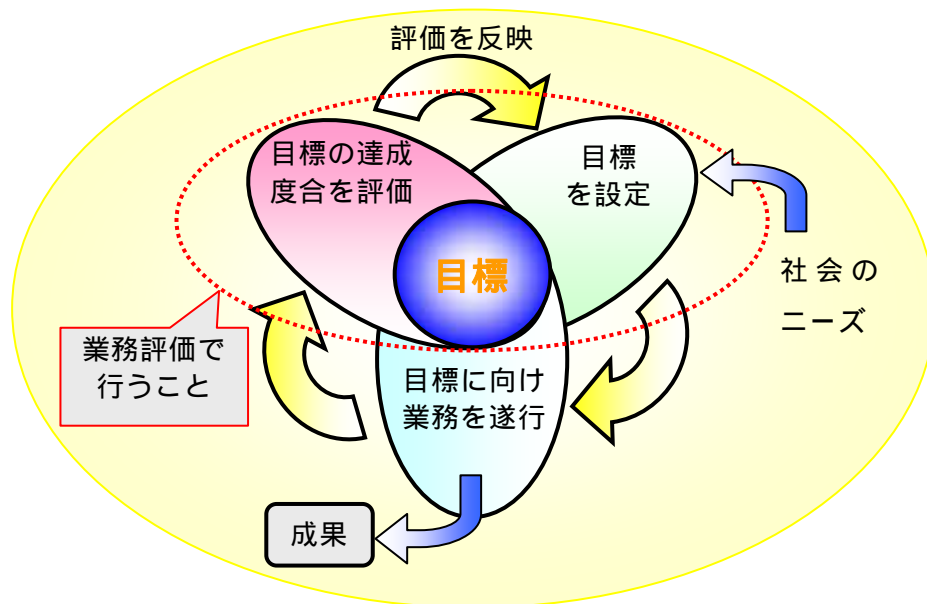 評価を反映
目標の達成
度合を評価
目標
を設定
目標
社会の
ニーズ
業務評価で
行うこと
目標に向け
業務を遂行
成果